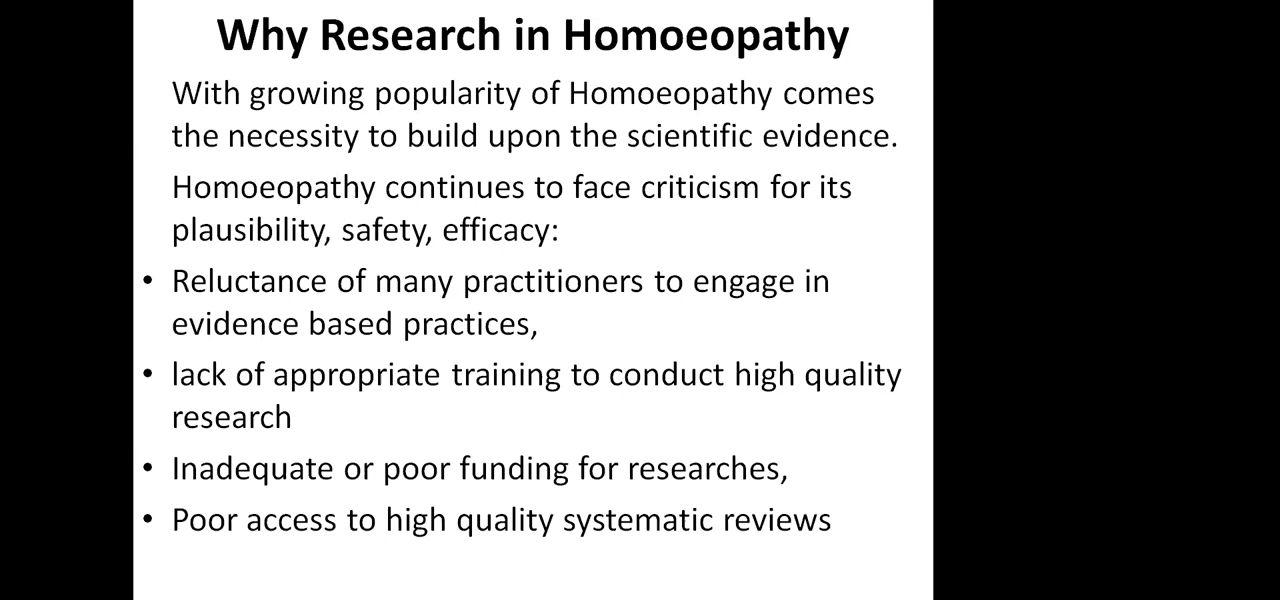 Why Research in Homoeopathy
With growing popularity of Homoeopathy comes
the necessity to build upon the scientific evidence.
Homoeopathy continues to face criticism for its
plausibility, safety, efficacy:
• Reluctance of many practitioners to engage in
evidence based practices,
• lack of appropriate training to conduct high quality
research
• Inadequate or poor funding for researches,
• Poor access to high quality systematic reviews